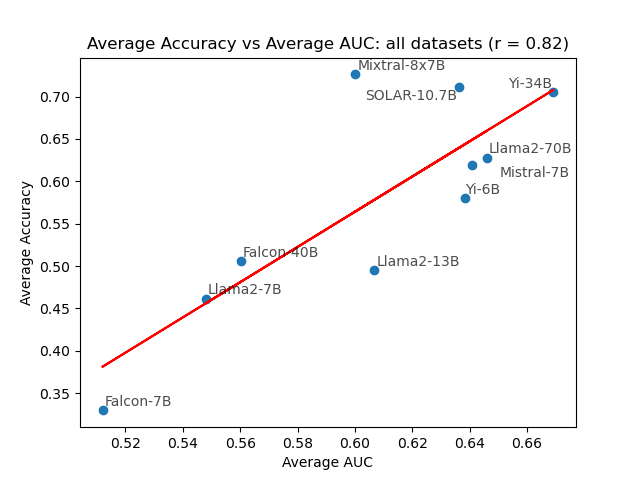 Average Accuracy vs Average AUC: all datasets (r = 0.82)
Mixtral-8x7B
Yi-34B
SOLAR-10.7B
0.70
0.65
Llama2-70B
Mistral-7B
0.60
Yi-6B
Average Accuracy
0.55
Falcon-40B
Llama2-13B
0.50
Llama2-7B
0.45
0.40
Falcon-7B
0.35
0.52 0.54 0.56 0.58 0.60 0.62 0.64 0.66
Average AUC